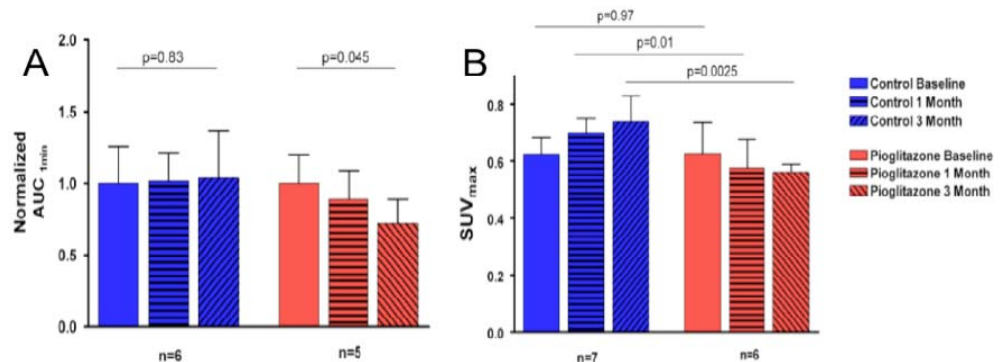 A
p=0.83
p=0.045
Normalized
AUC 1min
2.0
1.5
1.0
0.5
0.0
n=6
n=5
B
p=0.97
p=0.01
p=0.0025
SUVmax
0.8
0.6
0.4
0.2
0.0
n=7
n=6
Control Baseline
Control 1 Month
Control 3 Month
Pioglitazone Baseline
Pioglitazone 1 Month
Pioglitazone 3 Month